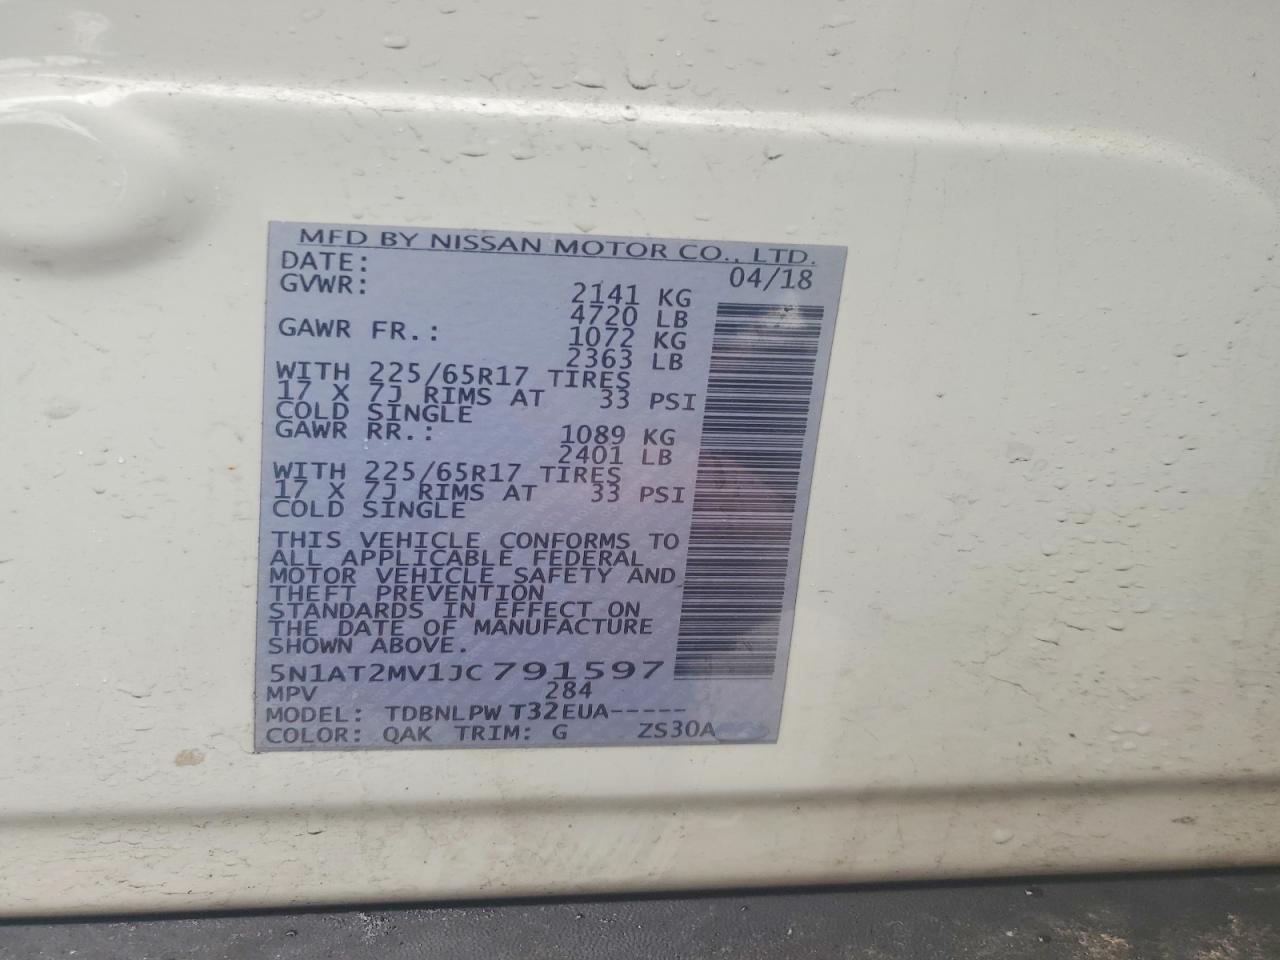 MFD BY NISSAN MOTOR CO., LTD.
DATE: 04/18
GVWR: 2141 KG
4720 LB
GAWR FR.: 1072 KG
2363 LB
WITH 225/65R17 TIRES
17 X 7J RIMS AT 33 PSI
COLD SINGLE
GAWR RR.: 1089 KG
2401 LB
WITH 225/65R17 TIRES
17 X 7J RIMS AT 33 PSI
COLD SINGLE
THIS VEHICLE CONFORMS TO
ALL APPLICABLE FEDERAL
MOTOR VEHICLE SAFETY AND
THEFT PREVENTION
STANDARDS IN EFFECT ON
THE DATE OF MANUFACTURE
SHOWN ABOVE.
5N1AT2MV1JC791597
MPV 284
MODEL: TDBNLPW T32EUA-----
COLOR: QAK TRIM: G ZS30A